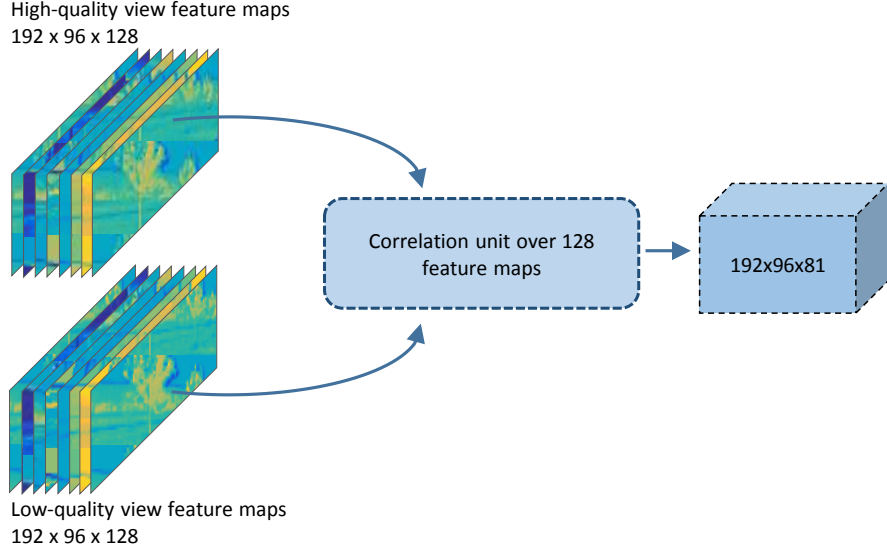 High-quality view feature maps
192 x 96 x 128
Correlation unit over 128
feature maps
192x96x81
Low-quality view feature maps
192 x 96 x 128